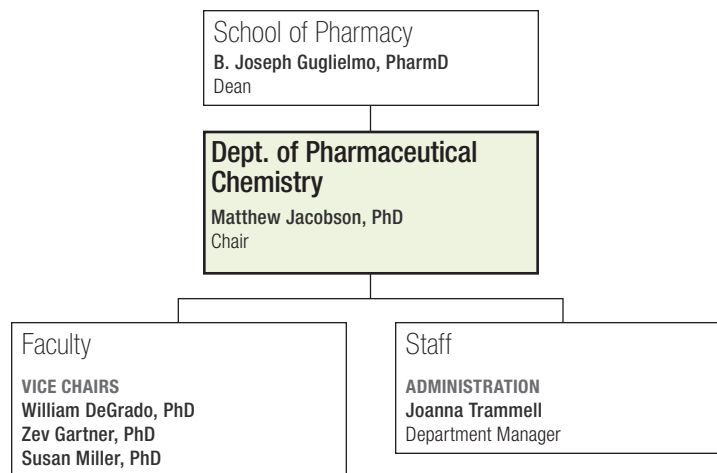 School of Pharmacy
B. Joseph Guglielmo, PharmD
Dean
Dept. of Pharmaceutical
Chemistry
Matthew Jacobson, PhD
Chair
Faculty
VICE CHAIRS
William DeGrado, PhD
Zev Gartner, PhD
Susan Miller, PhD
Staff
ADMINISTRATION
Joanna Trammell
Department Manager